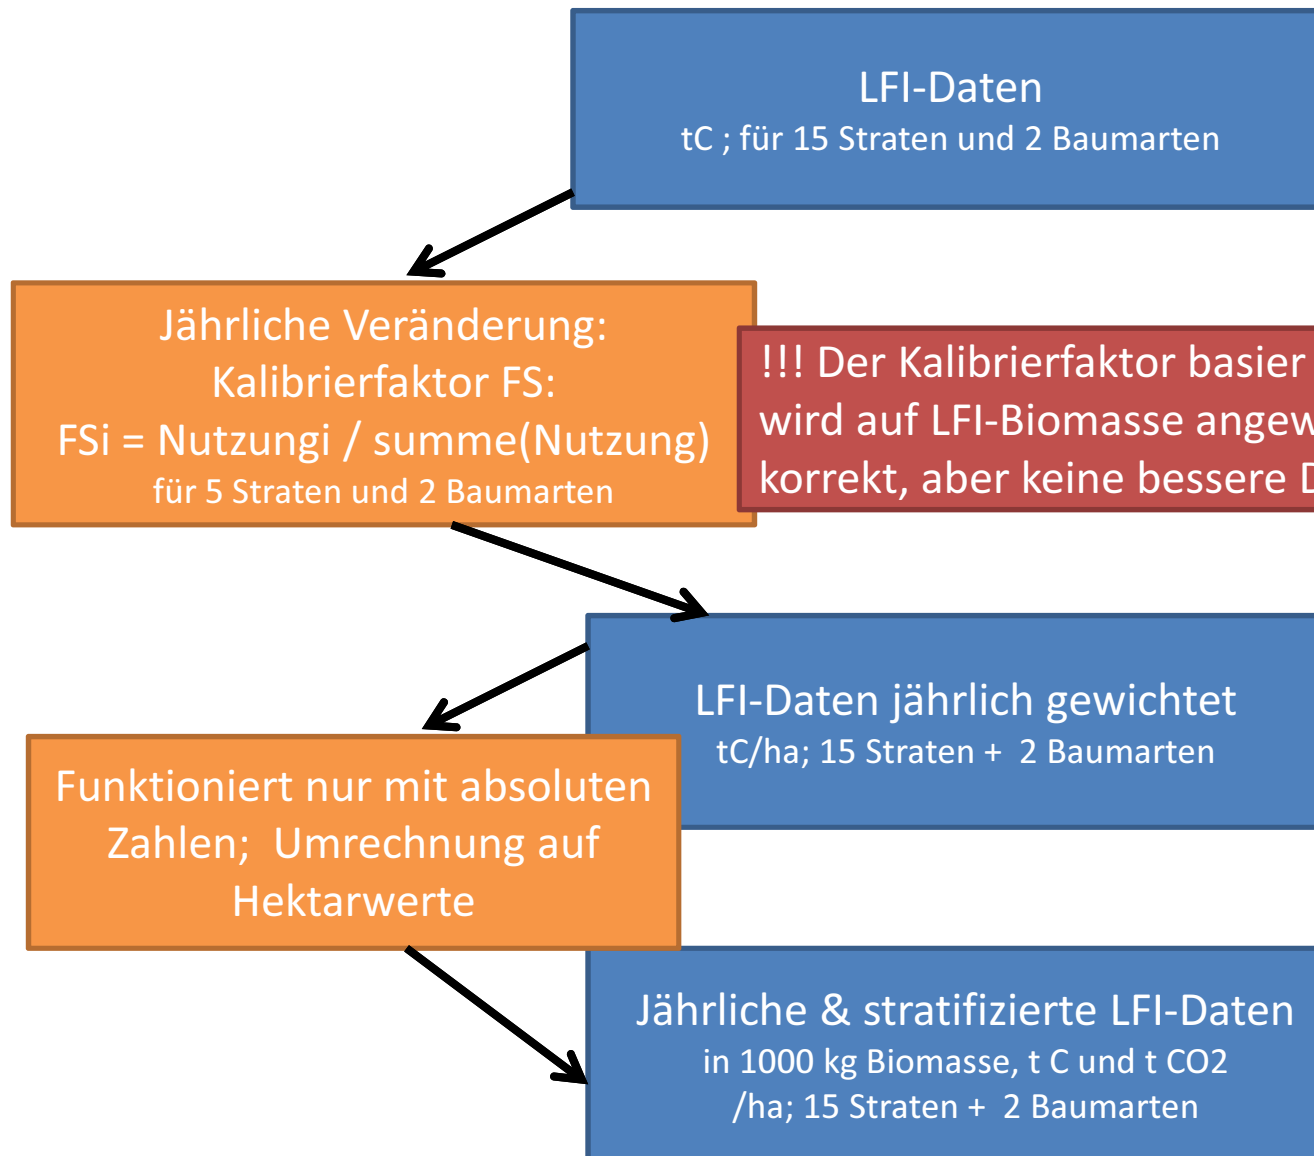 LFI-Daten
tC ; für 15 Straten und 2 Baumarten
Jährliche Veränderung:
Kalibrierfaktor FS:
FSi = Nutzungi / summe(Nutzung)
für 5 Straten und 2 Baumarten
!!! Der Kalibrierfaktor basier
wird auf LFI-Biomasse angew
korrekt, aber keine bessere D
LFI-Daten jährlich gewichtet
tC/ha; 15 Straten + 2 Baumarten
Funktioniert nur mit absoluten
Zahlen; Umrechnung auf
Hektarwerte
Jährliche & stratifizierte LFI-Daten
in 1000 kg Biomasse, t C und t CO2
/ha; 15 Straten + 2 Baumarten